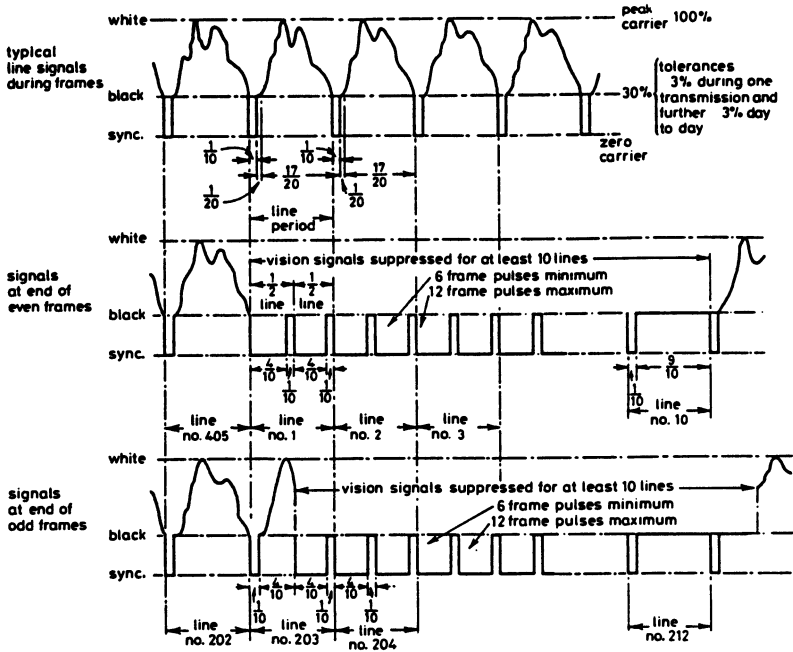 white
peak
carrier 100%
typical
line signals
during frames
black
30%
tolerances
3% during one
transmission and
further 3% day
to day
sync.
zero
carrier
1/10
1/10
17/20
17/20
1/20
1/20
line
period
white
vision signals suppressed for at least 10 lines
signals
at end of
even frames
1/2
1/2
line
line
6 frame pulses minimum
12 frame pulses maximum
black
sync.
4/10
4/10
9/10
1/10
1/10
1/10
line
no. 405
line
no. 1
line
no. 2
line
no. 3
line
no. 10
white
signals
at end of
odd frames
vision signals suppressed for at least 10 lines
6 frame pulses minimum
12 frame pulses maximum
black
sync.
4/10
4/10
4/10
1/10
1/10
1/10
line
no. 202
line
no. 203
line
no. 204
line
no. 212